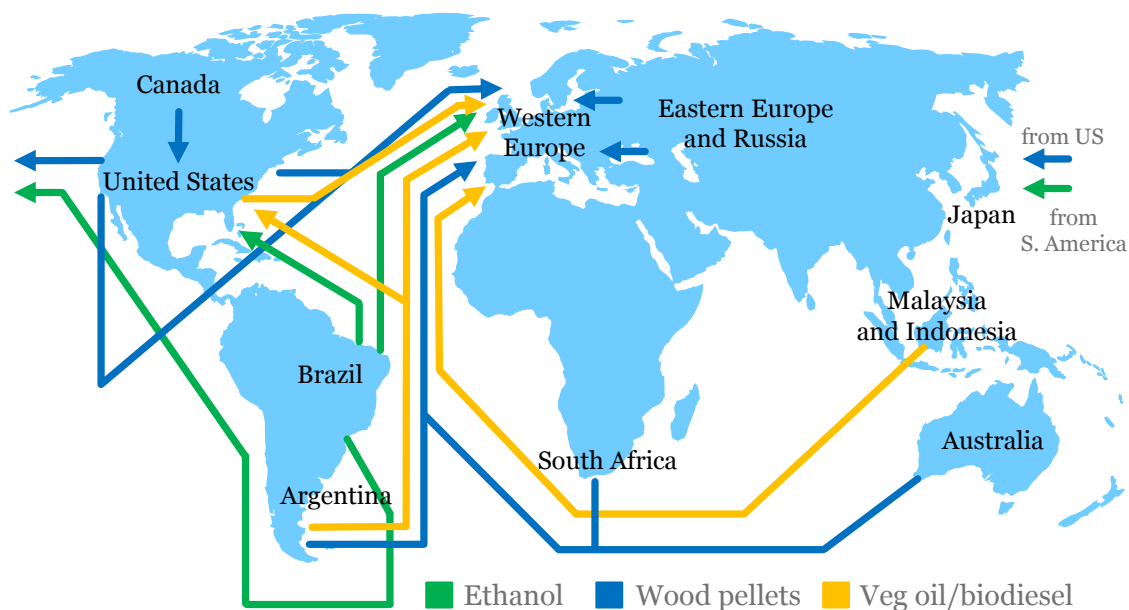 Canada
United States
Western
Europe
Eastern Europe
and Russia
from US
Japan
from
S. America
Malaysia
and Indonesia
Brazil
Australia
South Africa
Argentina
Ethanol
Wood pellets
Veg oil/biodiesel